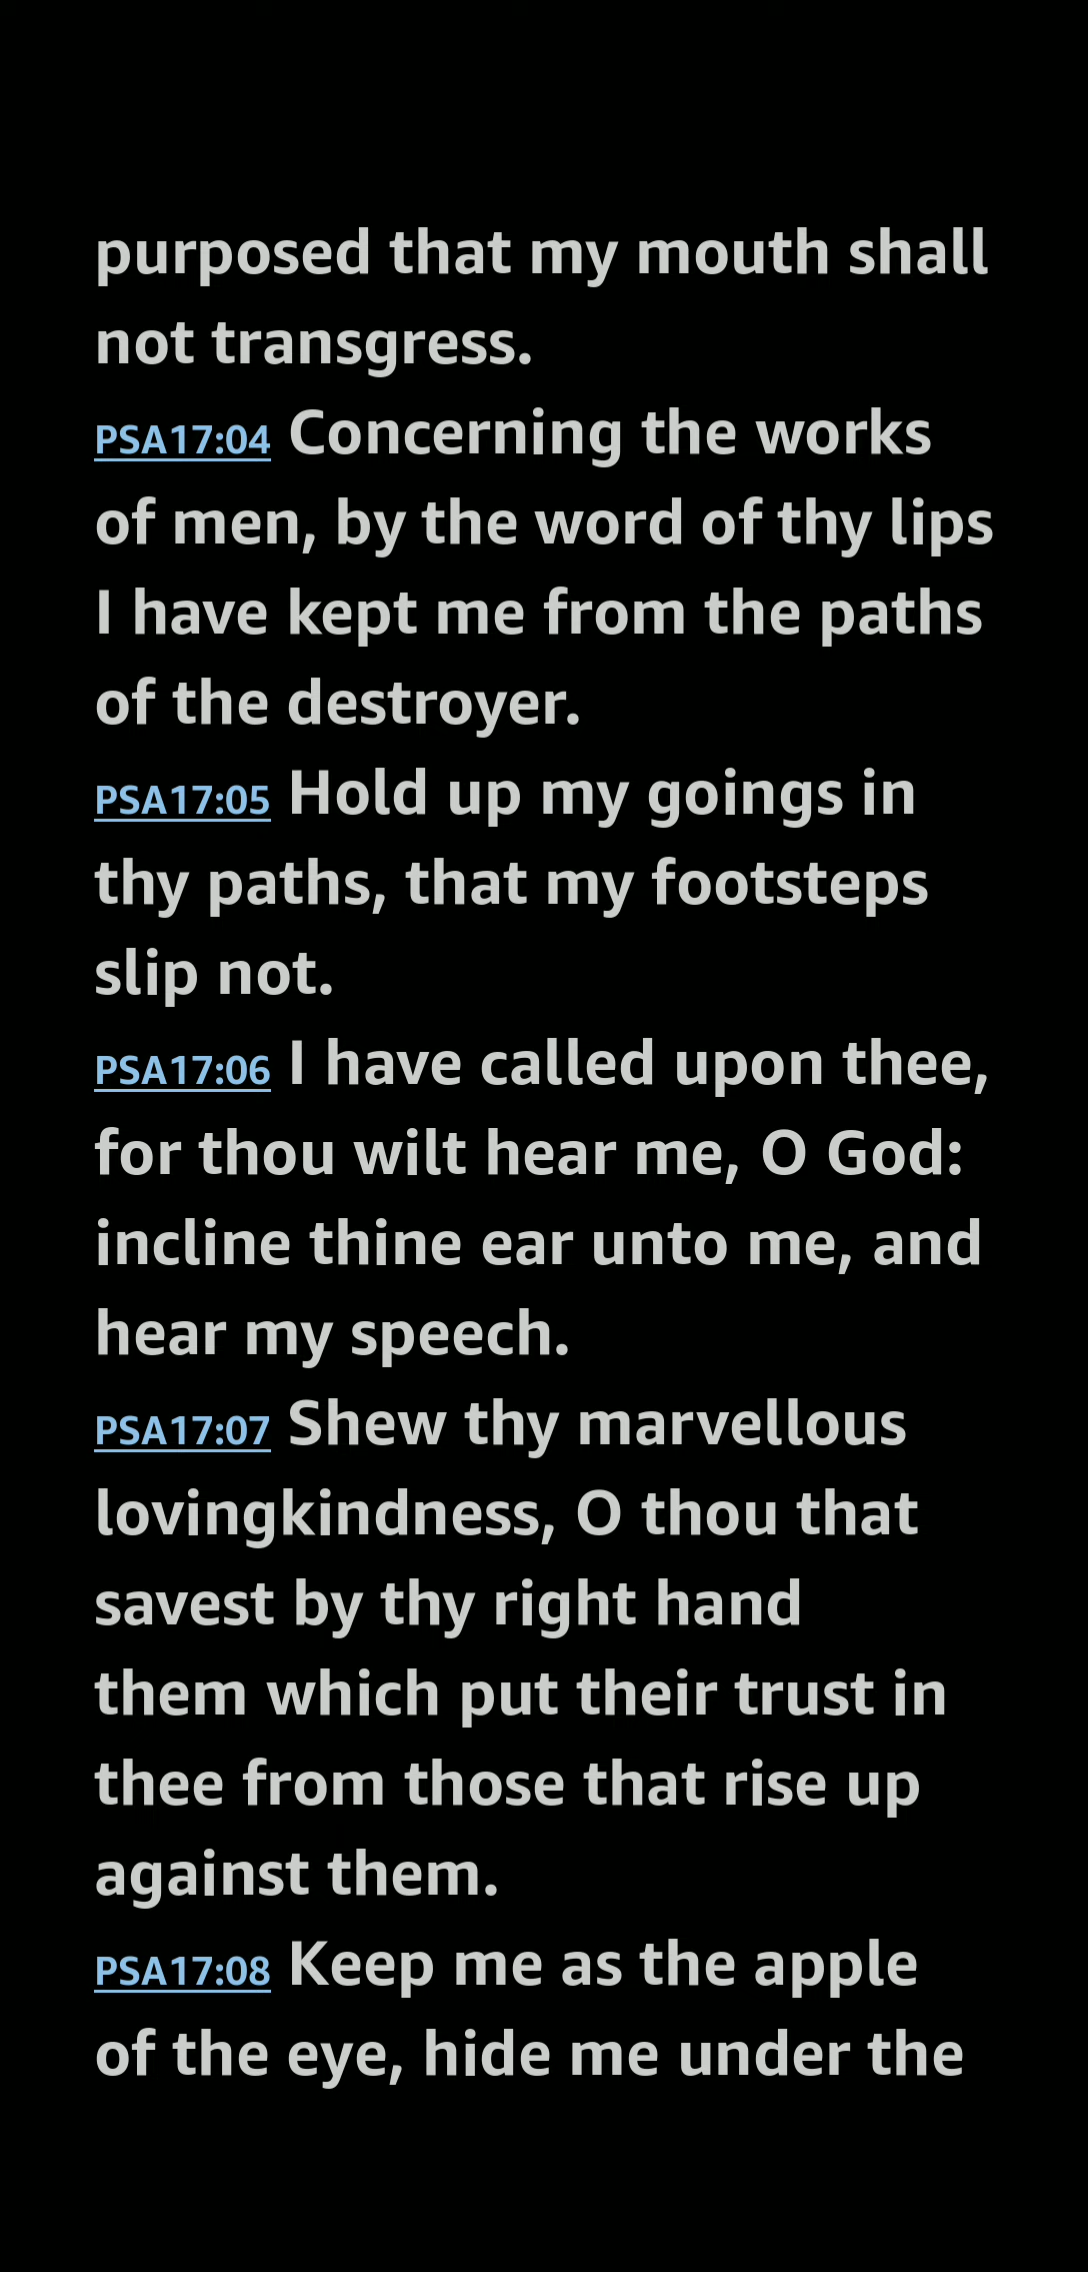 purposed that my mouth shall
not transgress.
PSA17:04 Concerning the works
of men, by the word of thy lips
I have kept me from the paths
of the destroyer.
PSA17:05 Hold up my goings in
thy paths, that my footsteps
slip not.
PSA17:06 I have called upon thee,
for thou wilt hear me, O God:
incline thine ear unto me, and
hear my speech.
PSA17:07 Shew thy marvellous
lovingkindness, O thou that
savest by thy right hand
them which put their trust in
thee from those that rise up
against them.
PSA17:08 Keep me as the apple
of the eye, hide me under the